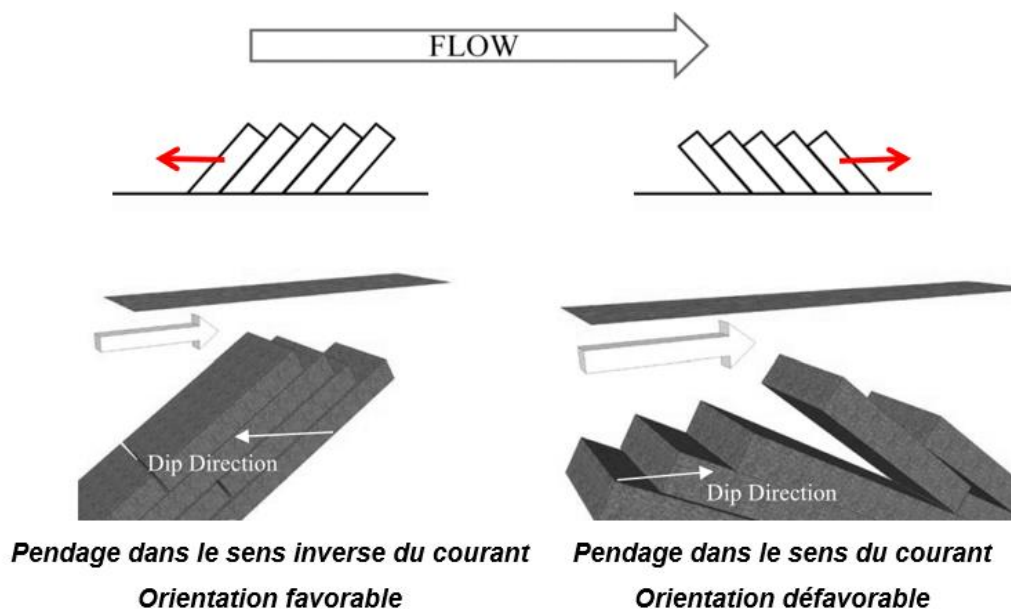 FLOW
Dip Direction
Dip Direction
Pendage dans le sens inverse du courant
Orientation favorable
Pendage dans le sens du courant
Orientation défavorable